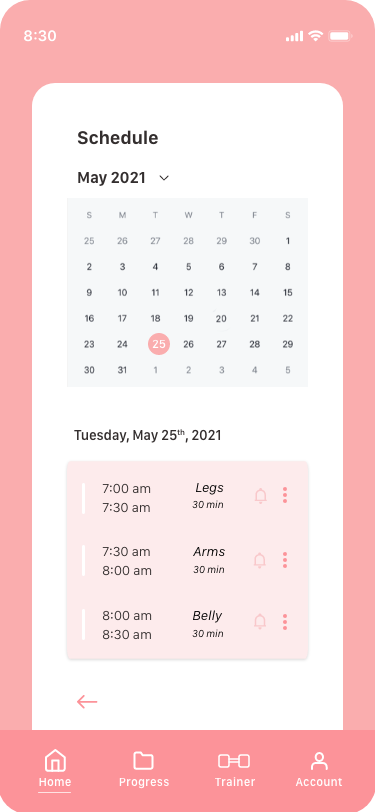 8:30
Schedule
May 2021
S M T W T F S
25 26 27 28 29 30 1
2 3 4 5 6 7 8
9 10 11 12 13 14 15
16 17 18 19 20 21 22
23 24 25 26 27 28 29
30 31 1 2 3 4 5
Tuesday, May 25th, 2021
7:00 am Legs
7:30 am 30 min
7:30 am Arms
8:00 am 30 min
8:00 am Belly
8:30 am 30 min
Home Progress Trainer Account